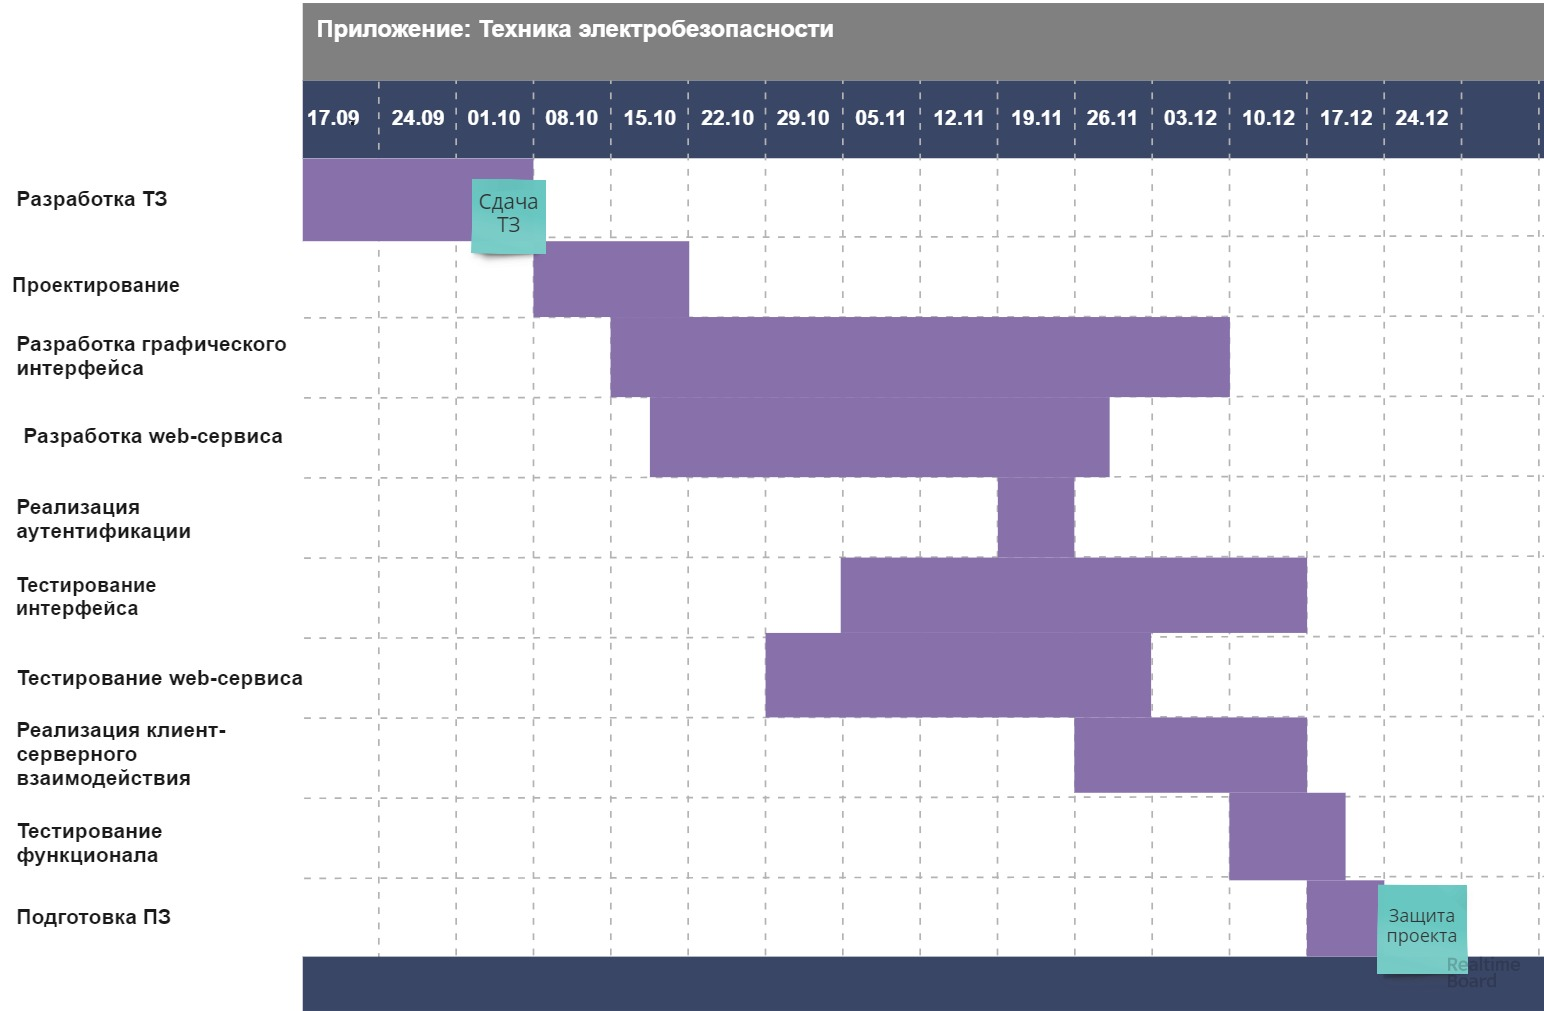 Приложение: Техника электробезопасности
17.09 24.09 01.10 08.10 15.10 22.10 29.10 05.11 12.11 19.11 26.11 03.12 10.12 17.12 24.12
Разработка ТЗ
Сдача
ТЗ
Проектирование
Разработка графического
интерфейса
Разработка web-сервиса
Реализация
аутентификации
Тестирование
интерфейса
Тестирование web-сервиса
Реализация клиент-
серверного
взаимодействия
Тестирование
функционала
Подготовка ПЗ
Защита
проекта
Realtime
Board